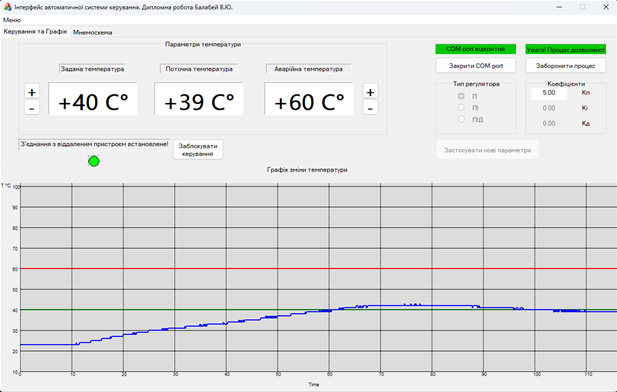 Інтерфейс автоматичної системи керування. Дипломна робота Балабей В.Ю.
Меню
Керування та Графік Мнемосхема
Параметри температури
Задана температура Поточна температура Аварійна температура
+ +40 C° +39 C° +60 C° +
- -
З'єднання з віддаленим пристроєм встановлене!
Заблокувати
керування
COM port відкритий Увага! Процес дозволено!
Закрити COM port Заборонити процес
Тип регулятора Коефіцієнти
П 5.00 Кп
ПІ 0.00 Кі
ПІД 0.00 Кд
Застосувати нові параметри
Графік зміни температури
T °C
100
90
80
70
60
50
40
30
20
10
0 10 20 30 40 50 60 70 80 90 100 110
Time